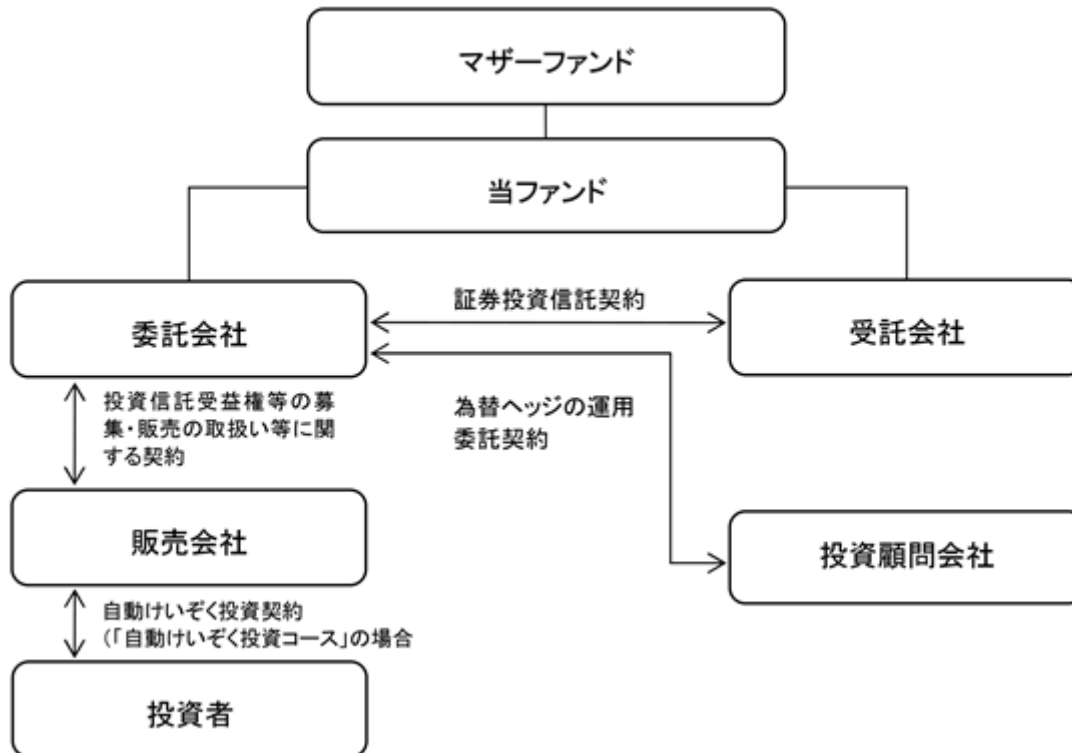 マザーファンド
当ファンド
委託会社
証券投資信託契約
受託会社
投資信託受益権等の募
集・販売の取扱い等に関
する契約
為替ヘッジの運用
委託契約
販売会社
投資顧問会社
自動けいぞく投資契約
(「自動けいぞく投資コース」の場合
投資者